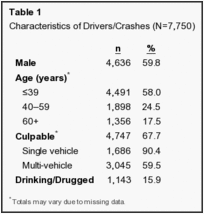 Table 1
Characteristics of Drivers/Crashes (N=7,750)
n %
Male 4,636 59.8
Age (years)*
≤39 4,491 58.0
40–59 1,898 24.5
60+ 1,356 17.5
Culpable* 4,747 67.7
Single vehicle 1,686 90.4
Multi-vehicle 3,045 59.5
Drinking/Drugged 1,143 15.9
*Totals may vary due to missing data.